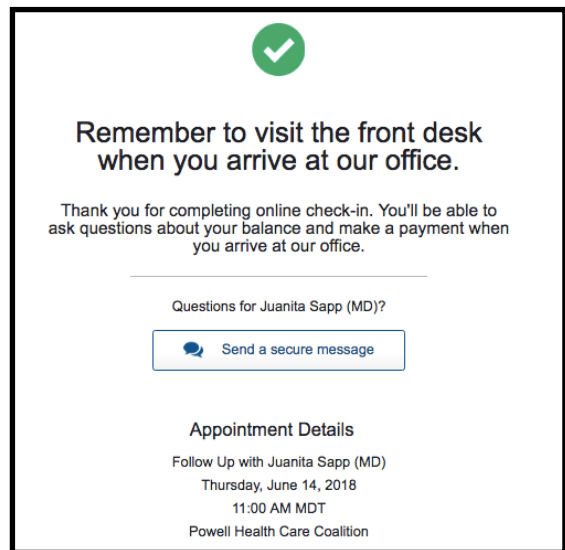 Remember to visit the front desk
when you arrive at our office.
Thank you for completing online check-in. You'll be able to
ask questions about your balance and make a payment when
you arrive at our office.
Questions for Juanita Sapp (MD)?
Send a secure message
Appointment Details
Follow Up with Juanita Sapp (MD)
Thursday, June 14, 2018
11:00 AM MDT
Powell Health Care Coalition